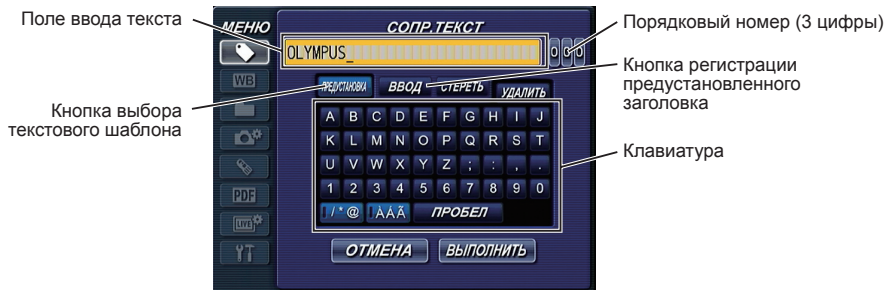 Поле ввода текста
Порядковый номер (3 цифры)
Кнопка регистрации
предустановленного
заголовка
Кнопка выбора
текстового шаблона
Клавиатура
МЕНЮ
СОПР.ТЕКСТ
OLYMPUS_
0 0 0
ПРЕДУСТАНОВКА ВВОД СТЕРЕТЬ УДАЛИТЬ
WB
A B C D E F G H I J
K L M N O P Q R S T
U V W X Y Z ; : , .
1 2 3 4 5 6 7 8 9 0
PDF
/*@ ÀÁÃ ПРОБЕЛ
LIVE
ОТМЕНА ВЫПОЛНИТЬ